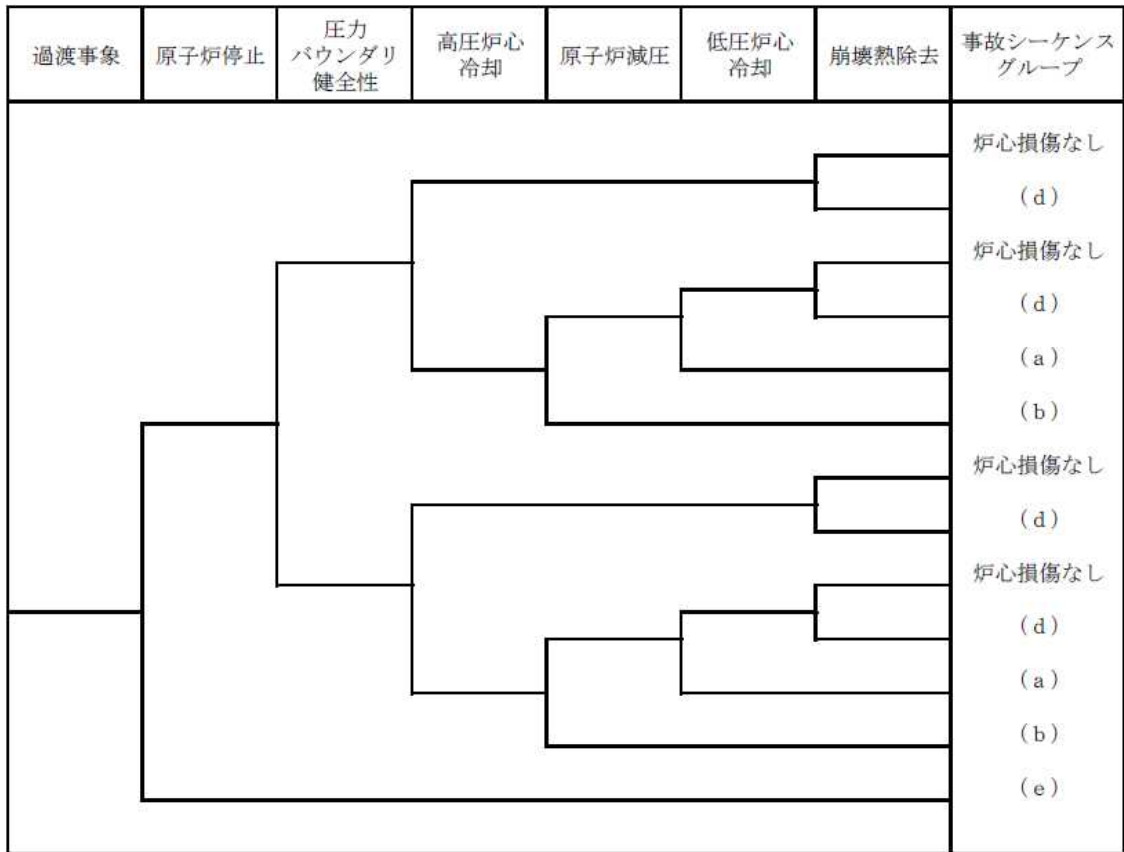 過渡事象
原子炉停止
圧力
バウンダリ
健全性
高圧炉心
冷却
原子炉減圧
低圧炉心
冷却
崩壊熱除去
事故シーケンス
グループ
炉心損傷なし
(d)
炉心損傷なし
(d)
(a)
(b)
炉心損傷なし
(d)
炉心損傷なし
(d)
(a)
(b)
(e)